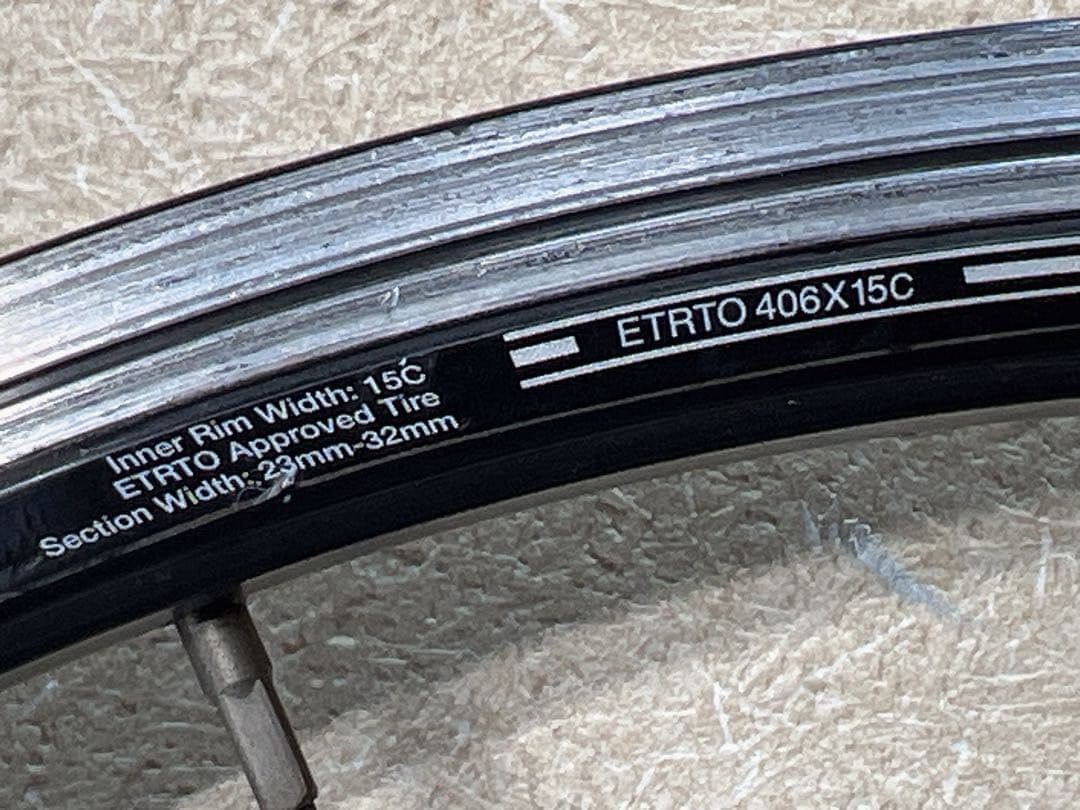 Inner Rim Width: 15C
ETRTO Approved Tire
Section Width: 23mm-32mm
ETRTO 406X15C